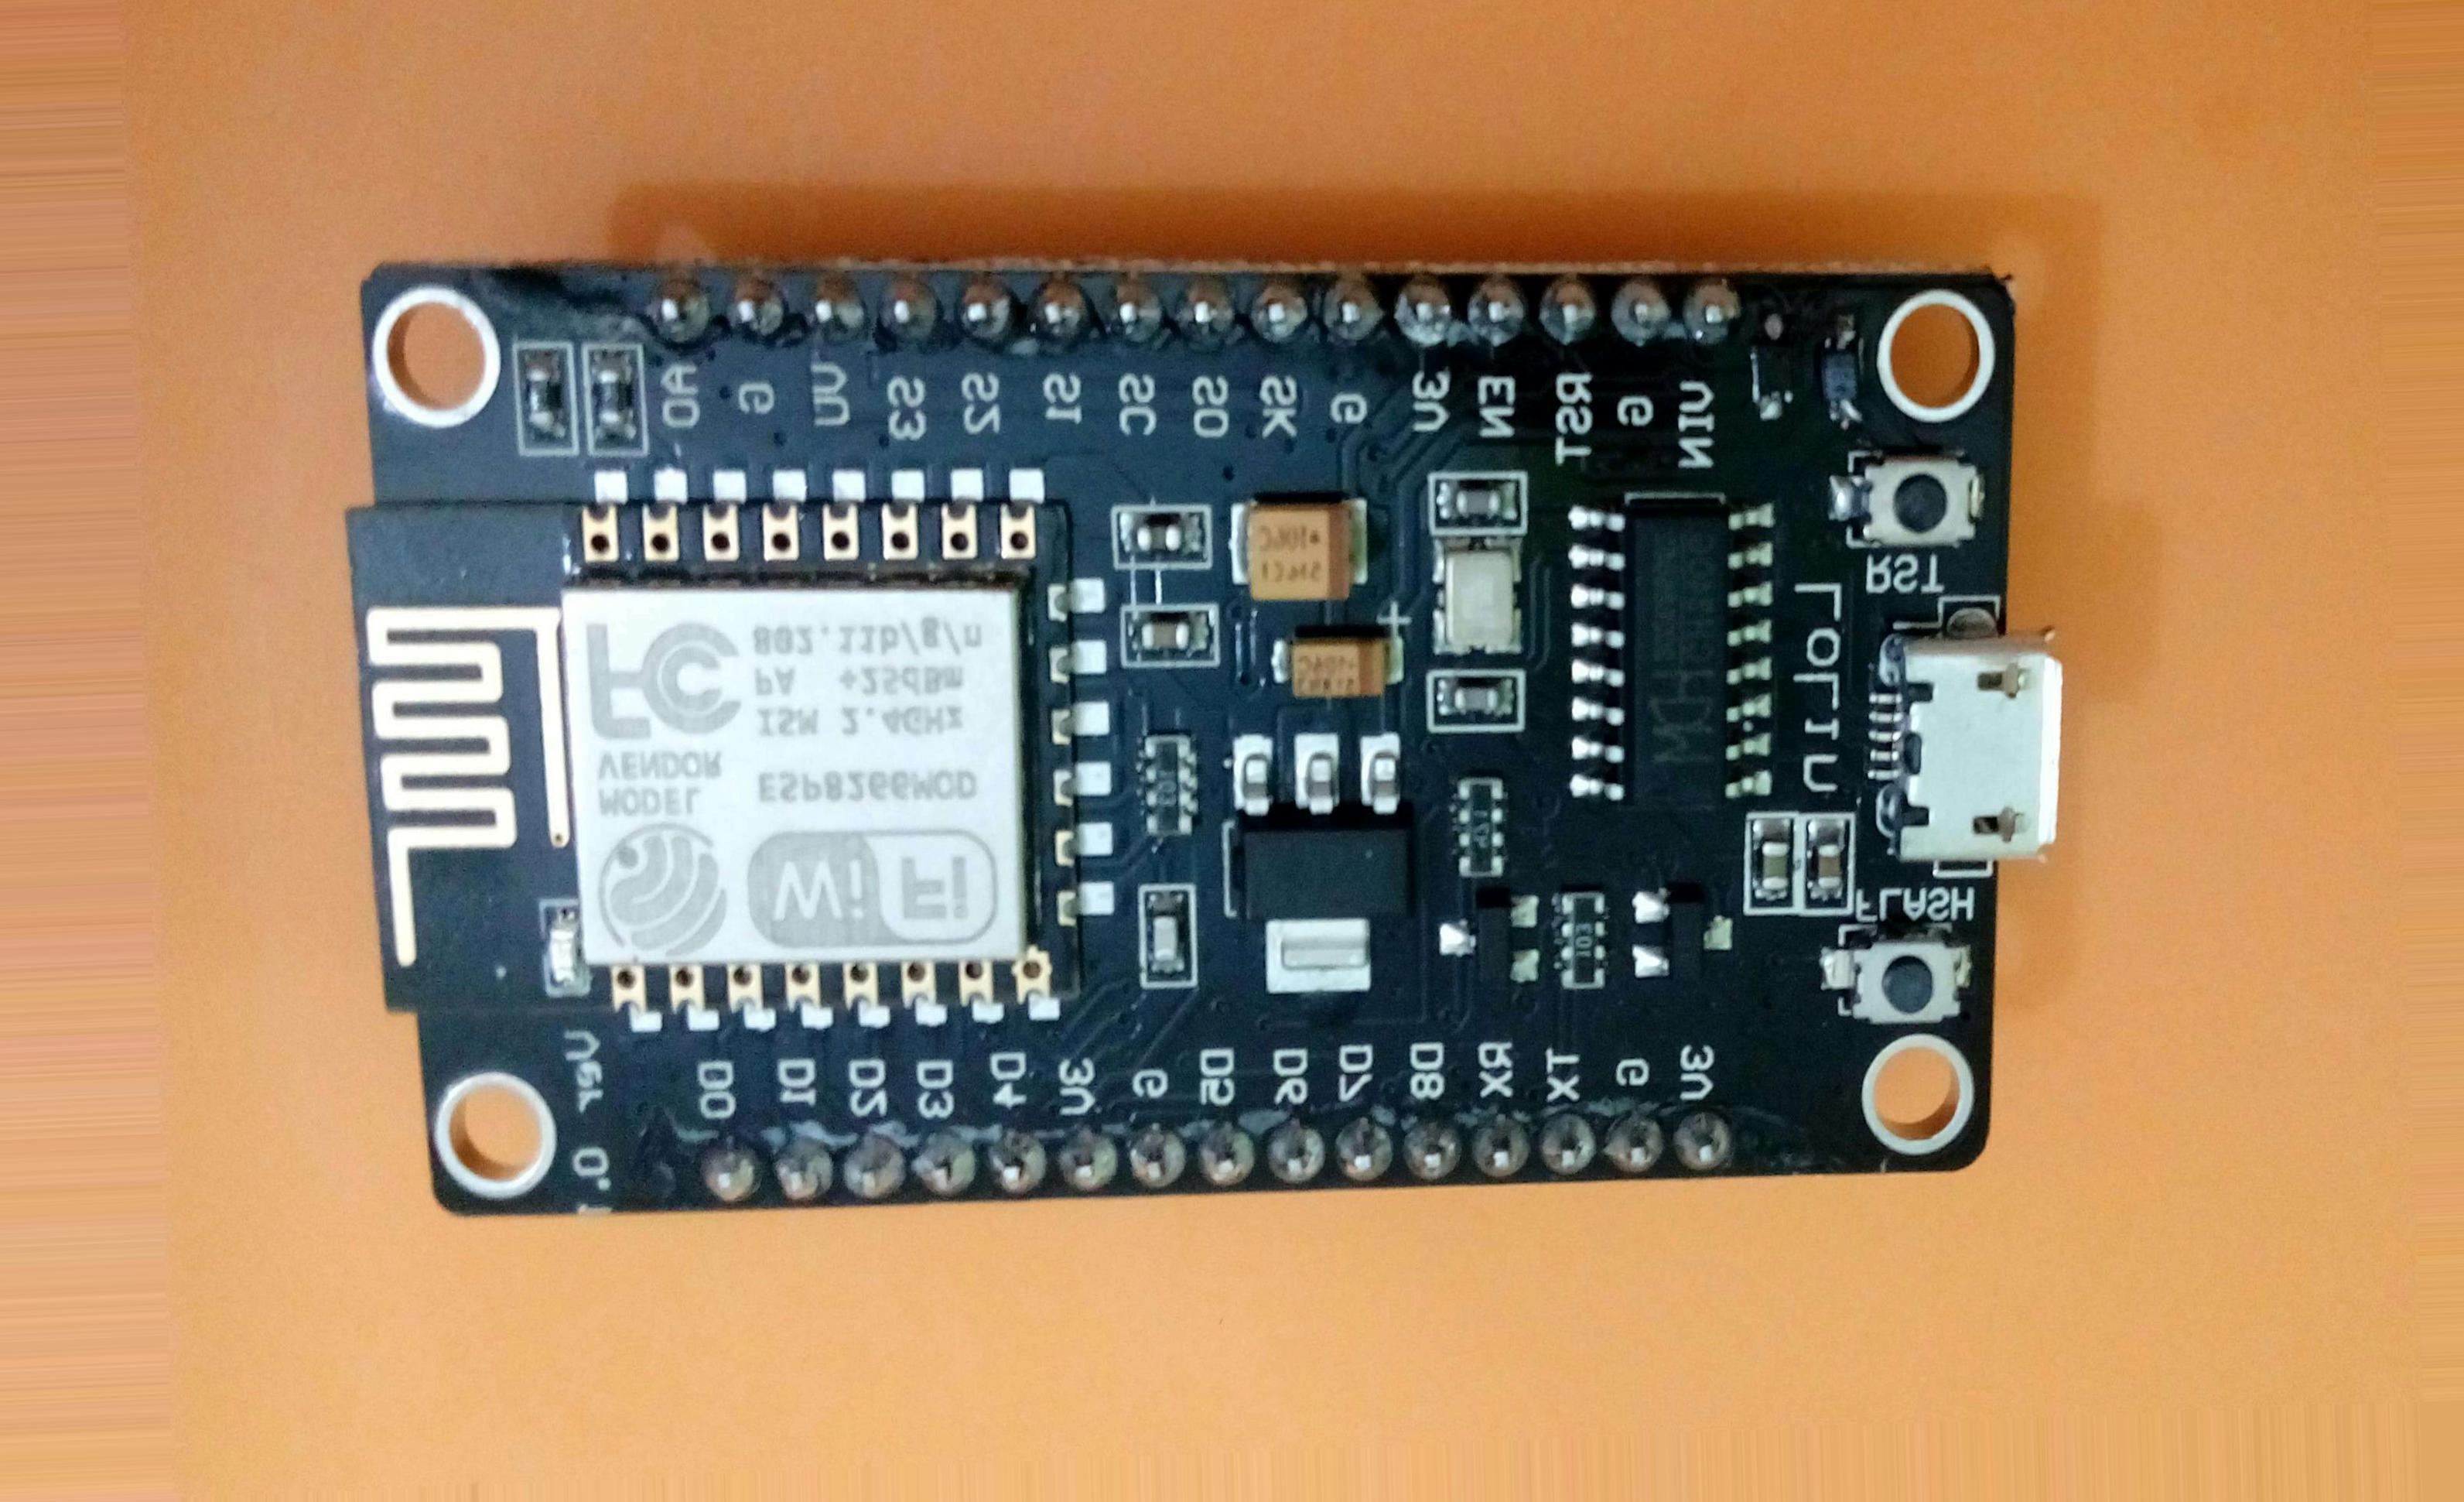 A0
G
VU
S3
S2
S1
SC
S0
SK
G
3V
EN
RST
G
VIN
RST
LoLin
FLASH
802.11b/g/n
PA +25dBm
ISM 2.4GHz
VENDOR
MODEL ESP8266MOD
FC
WiFi
103
D0
D1
D2
D3
D4
3V
G
D5
D6
D7
D8
RX
TX
G
3V